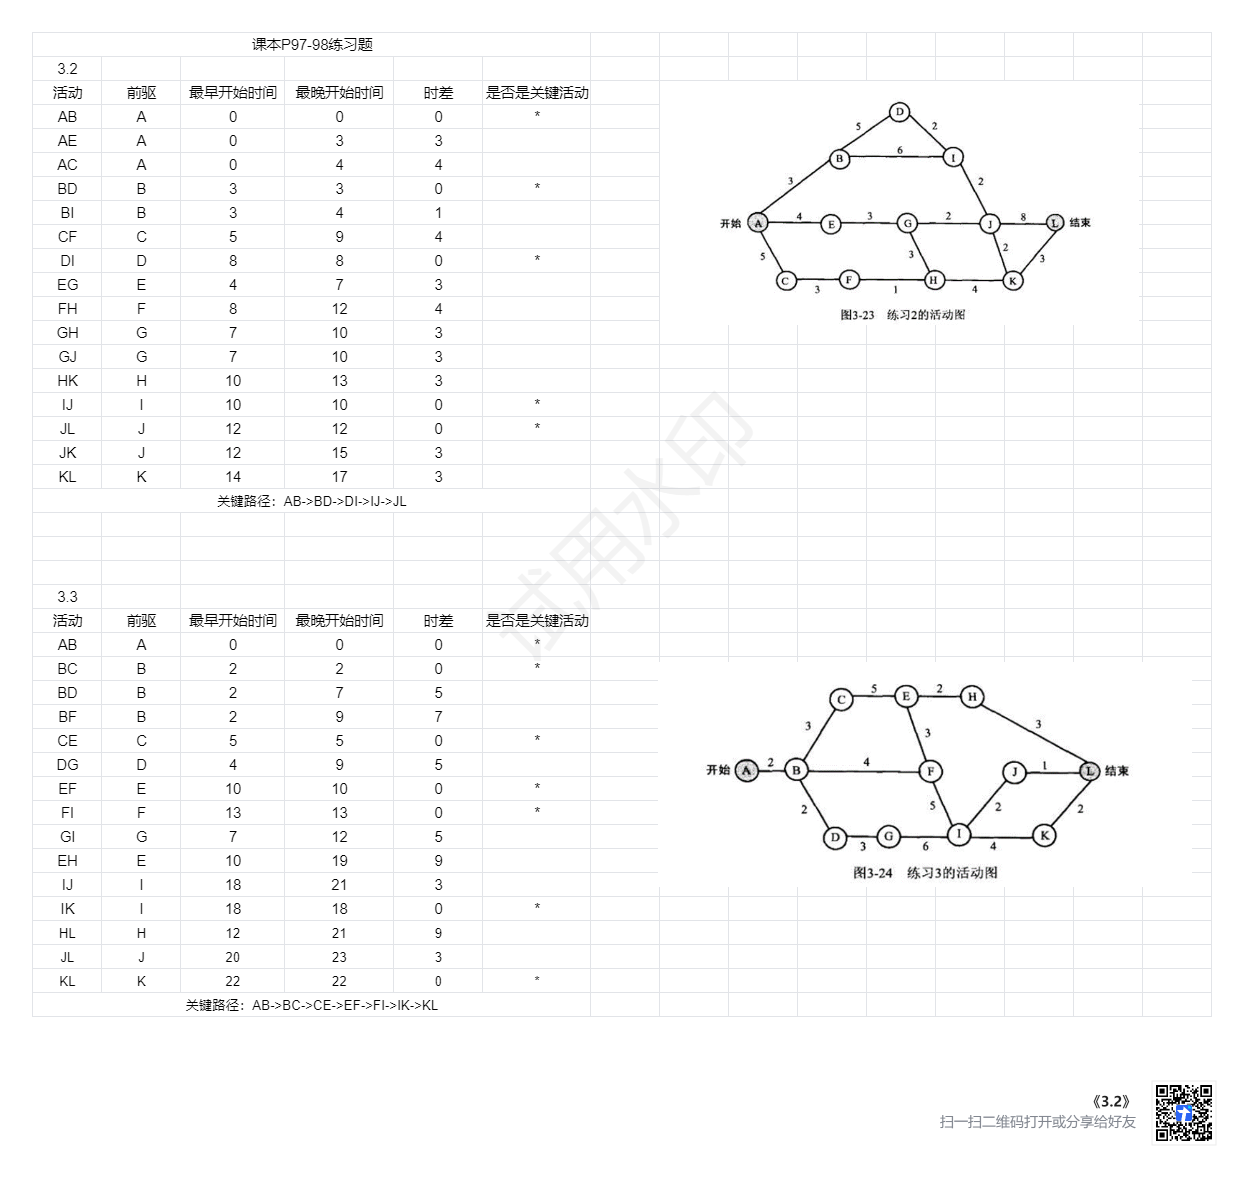 课本P97-98练习题
3.2
活动 前驱 最早开始时间 最晚开始时间 时差 是否是关键活动
AB A 0 0 0 *
AE A 0 3 3
AC A 0 4 4
BD B 3 3 0 *
BI B 3 4 1
CF C 5 9 4
DI D 8 8 0 *
EG E 4 7 3
FH F 8 12 4
GH G 7 10 3
GJ G 7 10 3
HK H 10 13 3
IJ I 10 10 0 *
JL J 12 12 0 *
JK J 12 15 3
KL K 14 17 3
关键路径：AB->BD->DI->IJ->JL
D
5 2
B 6 I
3 2
开始 A 4 E 3 G 2 J 8 L 结束
5 3 2 3
C 3 F 1 H 4 K
图3-23 练习2的活动图
试用水印
3.3
活动 前驱 最早开始时间 最晚开始时间 时差 是否是关键活动
AB A 0 0 0 *
BC B 2 2 0 *
BD B 2 7 5
BF B 2 9 7
CE C 5 5 0 *
DG D 4 9 5
EF E 10 10 0 *
FI F 13 13 0 *
GI G 7 12 5
EH E 10 19 9
IJ I 18 21 3
IK I 18 18 0 *
HL H 12 21 9
JL J 20 23 3
KL K 22 22 0 *
关键路径：AB->BC->CE->EF->FI->IK->KL
C 5 E 2 H
3 3 3
开始 A 2 B 4 F J 1 L 结束
2 5 2 2
D 3 G 6 I 4 K
图3-24 练习3的活动图
《3.2》
扫一扫二维码打开或分享给好友